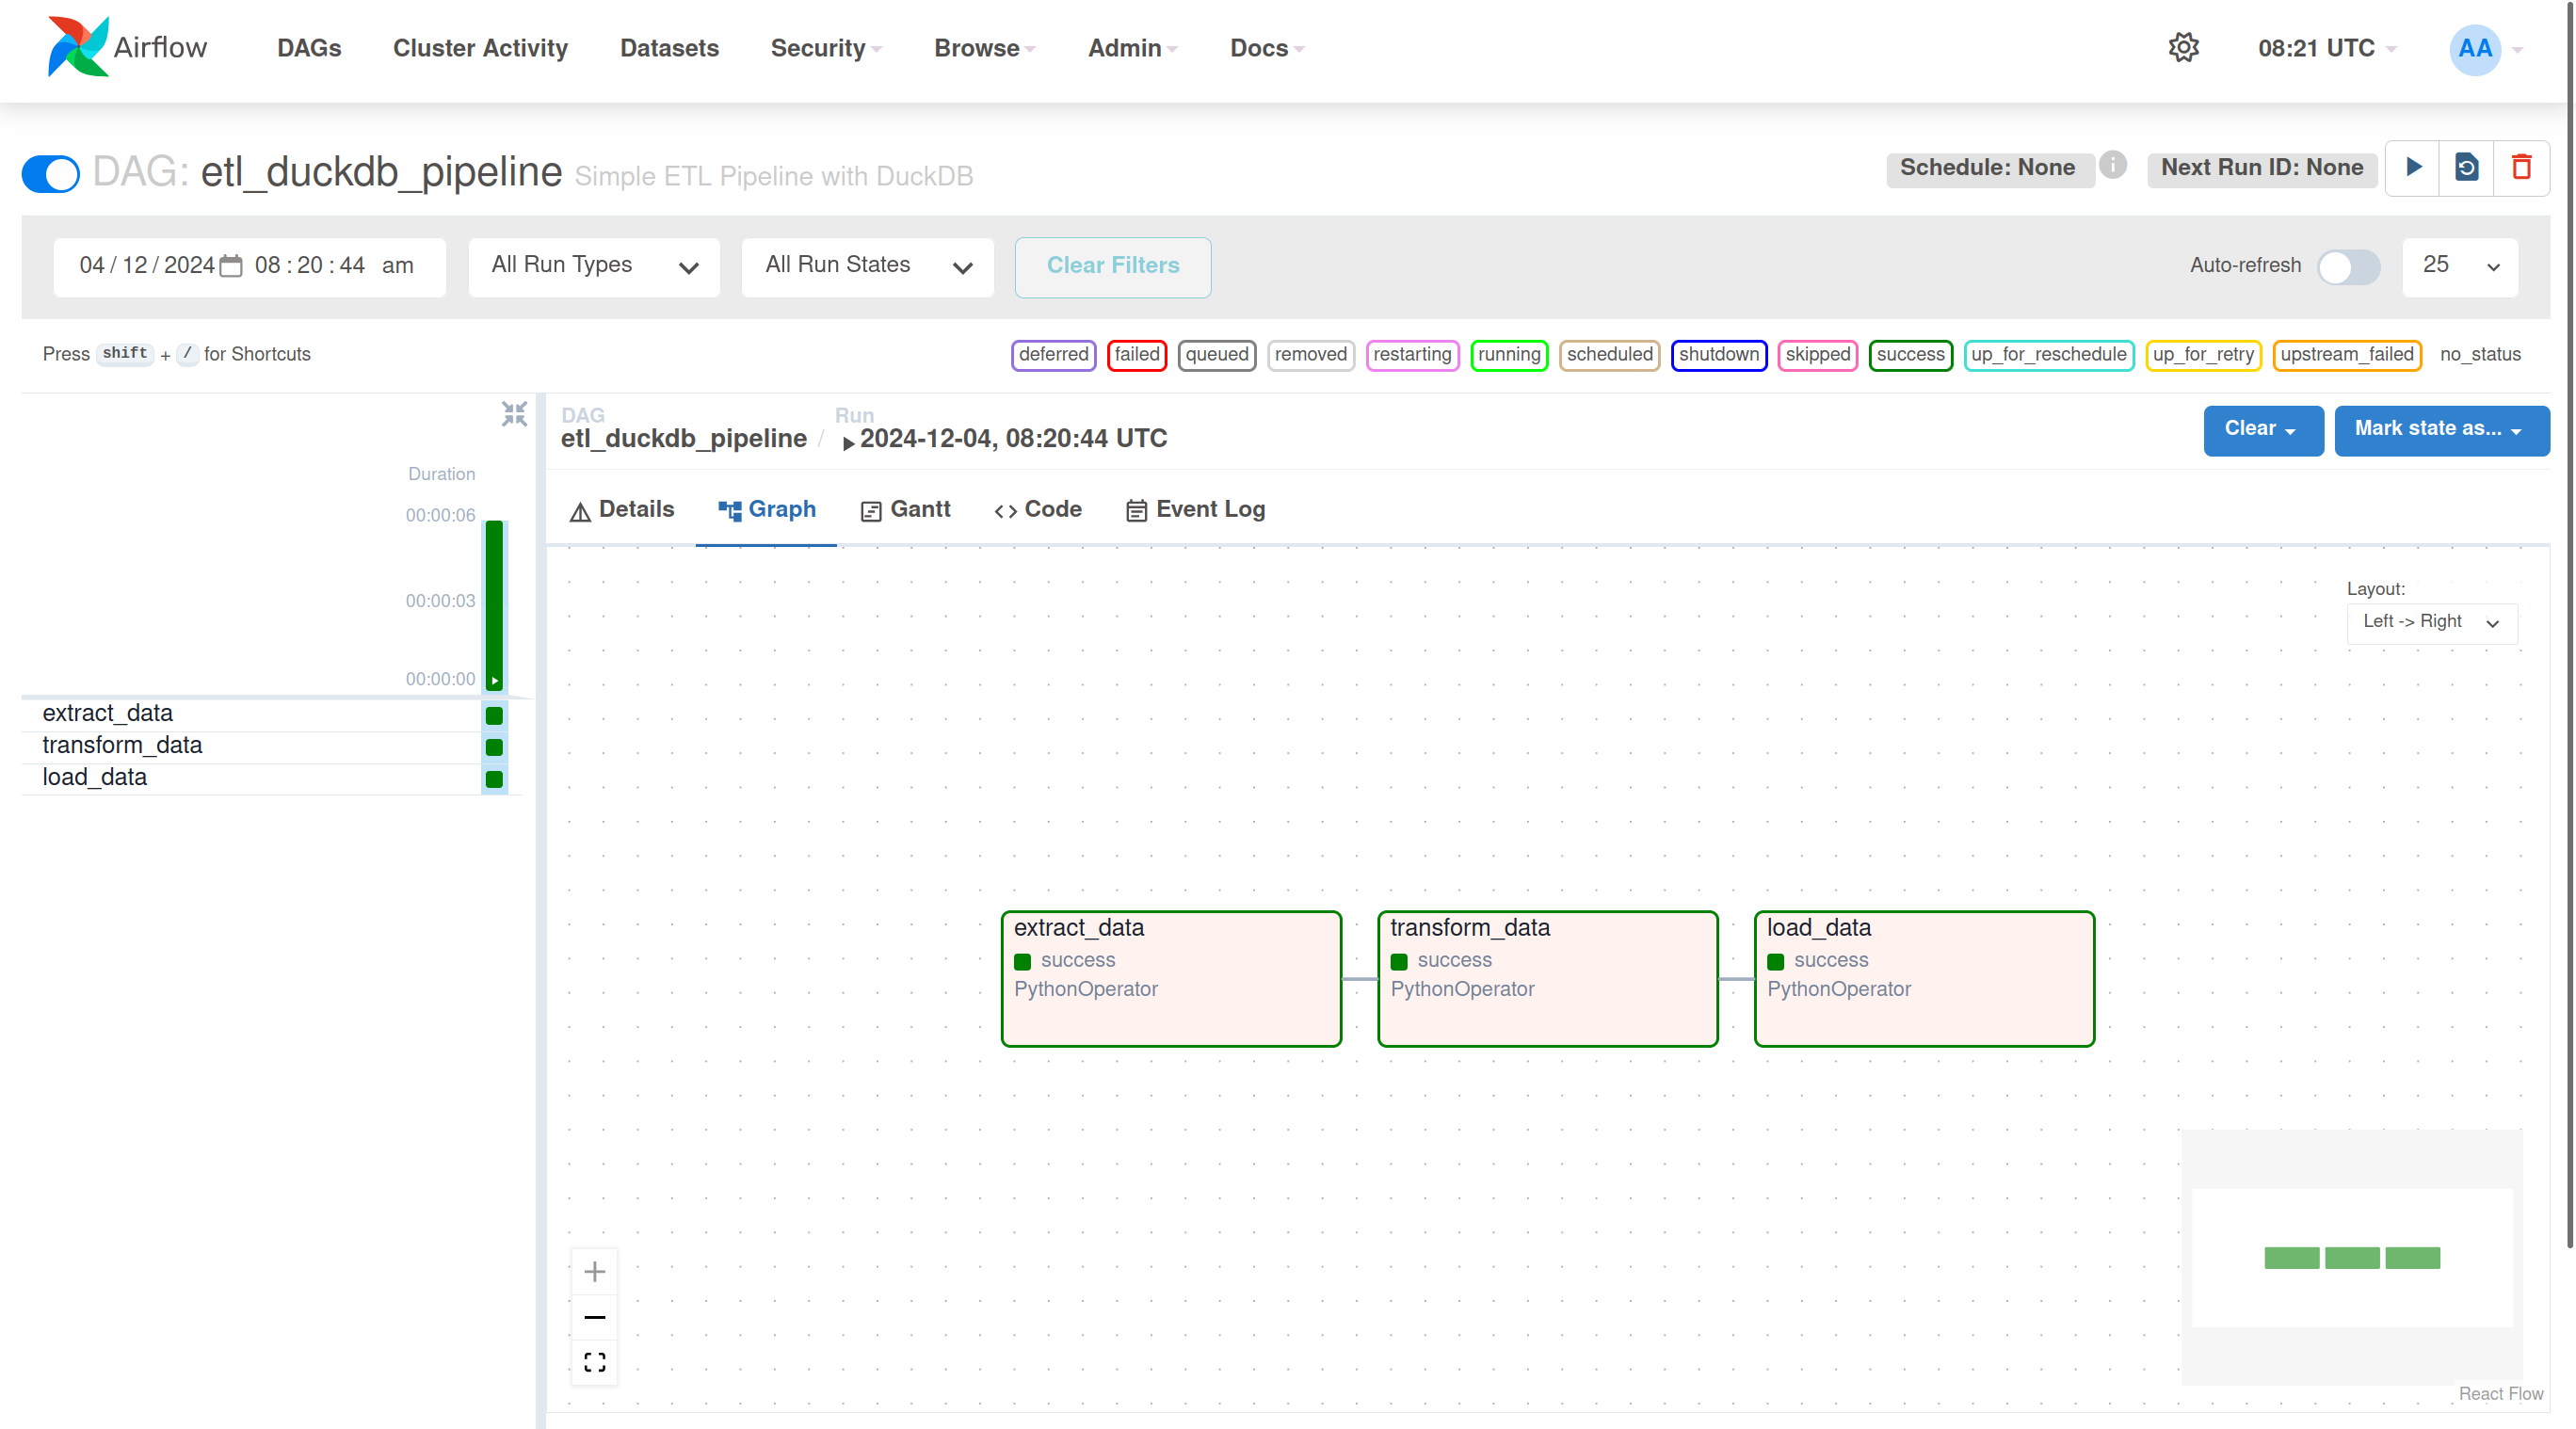 Airflow DAGs Cluster Activity Datasets Security Browse Admin Docs 08:21 UTC AA
DAG: etl_duckdb_pipeline Simple ETL Pipeline with DuckDB Schedule: None i Next Run ID: None
04/12/2024 08:20:44 am All Run Types All Run States Clear Filters Auto-refresh 25
Press shift + / for Shortcuts deferred failed queued removed restarting running scheduled shutdown skipped success up_for_reschedule up_for_retry upstream_failed no_status
DAG Run
etl_duckdb_pipeline / 2024-12-04, 08:20:44 UTC Clear Mark state as...
Duration
00:00:06
00:00:03
00:00:00
extract_data
transform_data
load_data
Details Graph Gantt Code Event Log
Layout:
Left -> Right
extract_data
success
PythonOperator
transform_data
success
PythonOperator
load_data
success
PythonOperator
React Flow